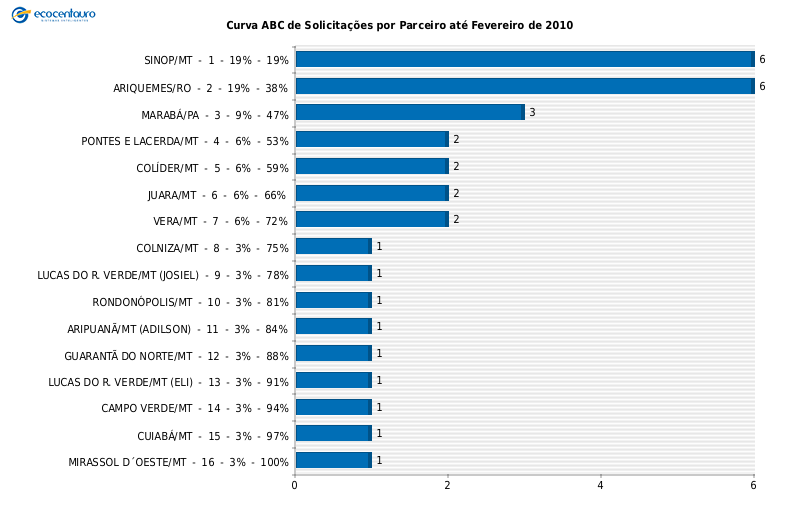 ecocentauro
Curva ABC de Solicitações por Parceiro até Fevereiro de 2010
SINOP/MT - 1 - 19% - 19% 6
ARIQUEMES/RO - 2 - 19% - 38% 6
MARABÁ/PA - 3 - 9% - 47% 3
PONTES E LACERDA/MT - 4 - 6% - 53% 2
COLÍDER/MT - 5 - 6% - 59% 2
JUARA/MT - 6 - 6% - 66% 2
VERA/MT - 7 - 6% - 72% 2
COLNIZA/MT - 8 - 3% - 75% 1
LUCAS DO R. VERDE/MT (JOSIEL) - 9 - 3% - 78% 1
RONDONÓPOLIS/MT - 10 - 3% - 81% 1
ARIPUANÃ/MT (ADILSON) - 11 - 3% - 84% 1
GUARANTÃ DO NORTE/MT - 12 - 3% - 88% 1
LUCAS DO R. VERDE/MT (ELI) - 13 - 3% - 91% 1
CAMPO VERDE/MT - 14 - 3% - 94% 1
CUIABÁ/MT - 15 - 3% - 97% 1
MIRASSOL D´OESTE/MT - 16 - 3% - 100% 1
0 2 4 6